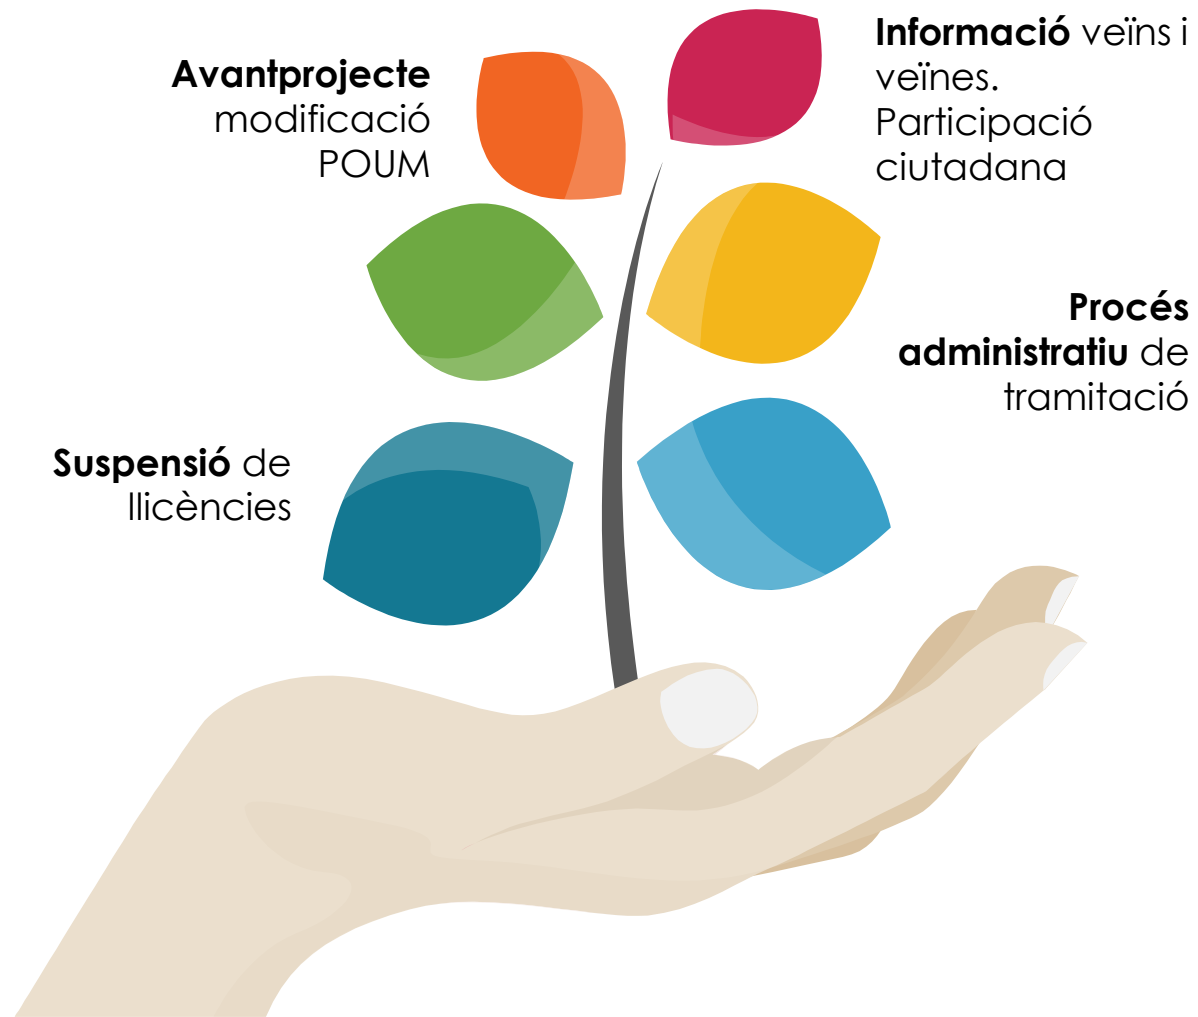 Avantprojecte
modificació
POUM
Informació veïns i
veïnes.
Participació
ciutadana
Procés
administratiu de
tramitació
Suspensió de
llicències